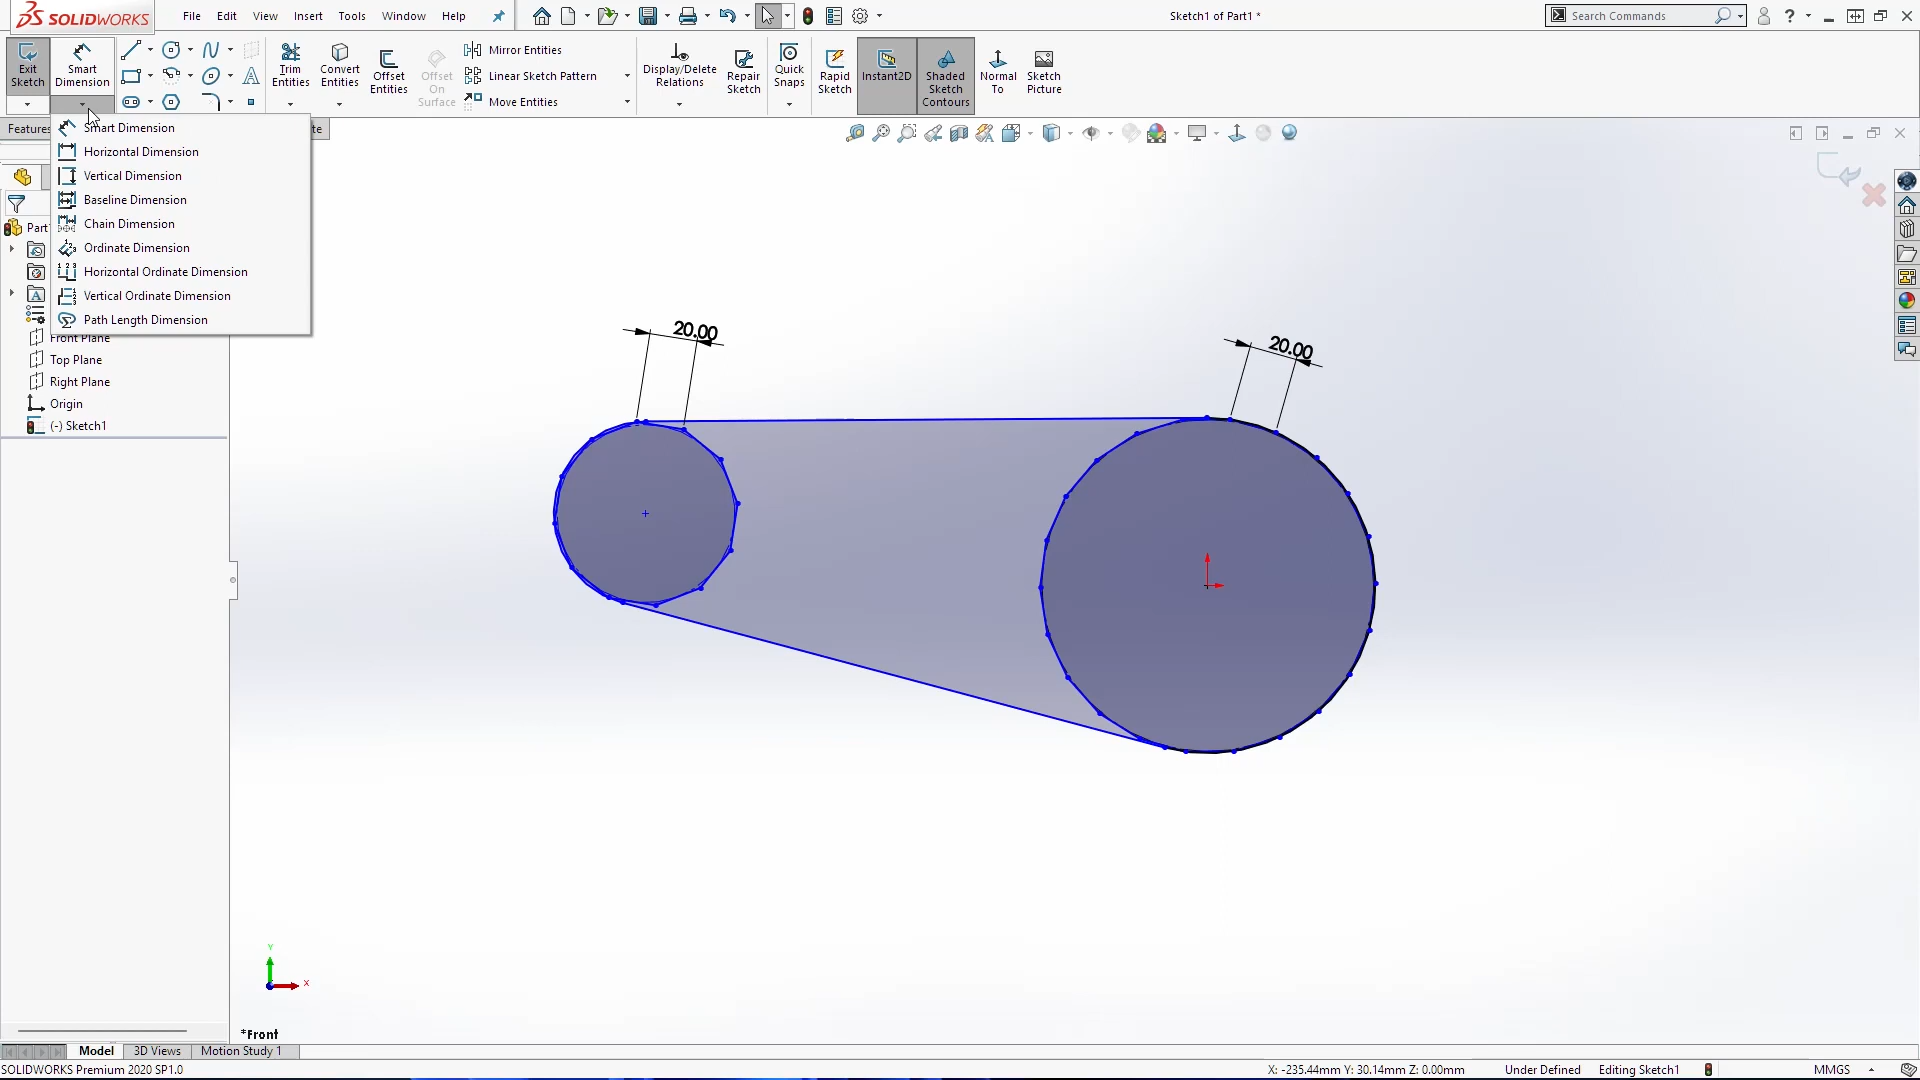 SOLIDWORKS
File Edit View Insert Tools Window Help
Sketch1 of Part1 *
Search Commands
Exit Sketch
Smart Dimension
Trim Entities
Convert Entities
Offset Entities
Offset On Surface
Mirror Entities
Linear Sketch Pattern
Move Entities
Display/Delete Relations
Repair Sketch
Quick Snaps
Rapid Sketch
Instant2D
Shaded Sketch Contours
Normal To
Sketch Picture
Features
Smart Dimension
Horizontal Dimension
Vertical Dimension
Baseline Dimension
Chain Dimension
Ordinate Dimension
Horizontal Ordinate Dimension
Vertical Ordinate Dimension
Path Length Dimension
Part
Front Plane
Top Plane
Right Plane
Origin
(-) Sketch1
20.00
20.00
Y
X
*Front
Model 3D Views Motion Study 1
SOLIDWORKS Premium 2020 SP1.0
X: -235.44mm Y: 30.14mm Z: 0.00mm Under Defined Editing Sketch1 MMGS